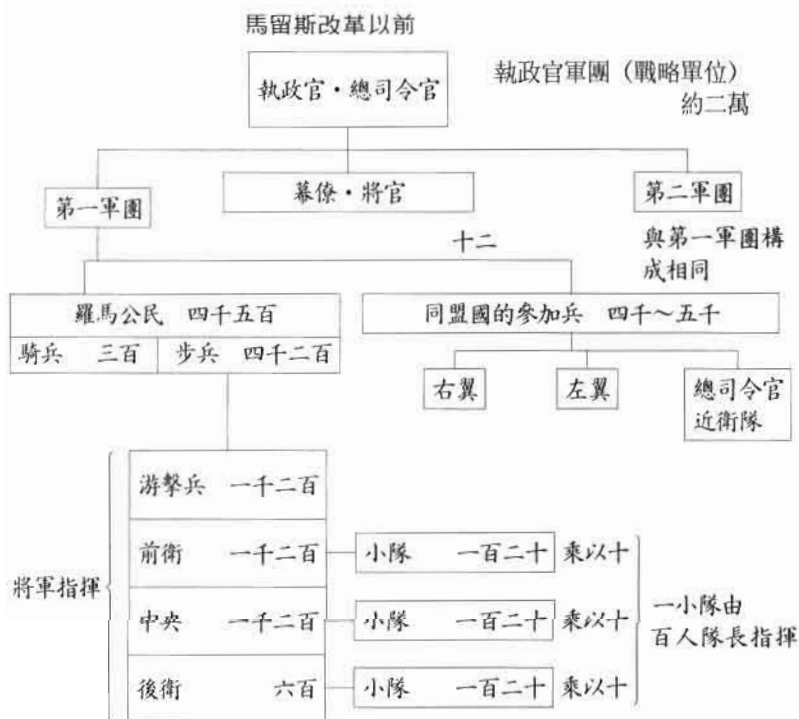 馬留斯改革以前
執政官・總司令官
執政官軍團（戰略單位）
約二萬
第一軍團
幕僚・將官
第二軍團
與第一軍團構
成相同
十二
羅馬公民　四千五百
騎兵　三百
步兵　四千二百
同盟國的參加兵　四千～五千
右翼
左翼
總司令官
近衛隊
將軍指揮
游擊兵　一千二百
前衛　一千二百
小隊　一百二十
乘以十
中央　一千二百
小隊　一百二十
乘以十
後衛　六百
小隊　一百二十
乘以十
一小隊由
百人隊長指揮